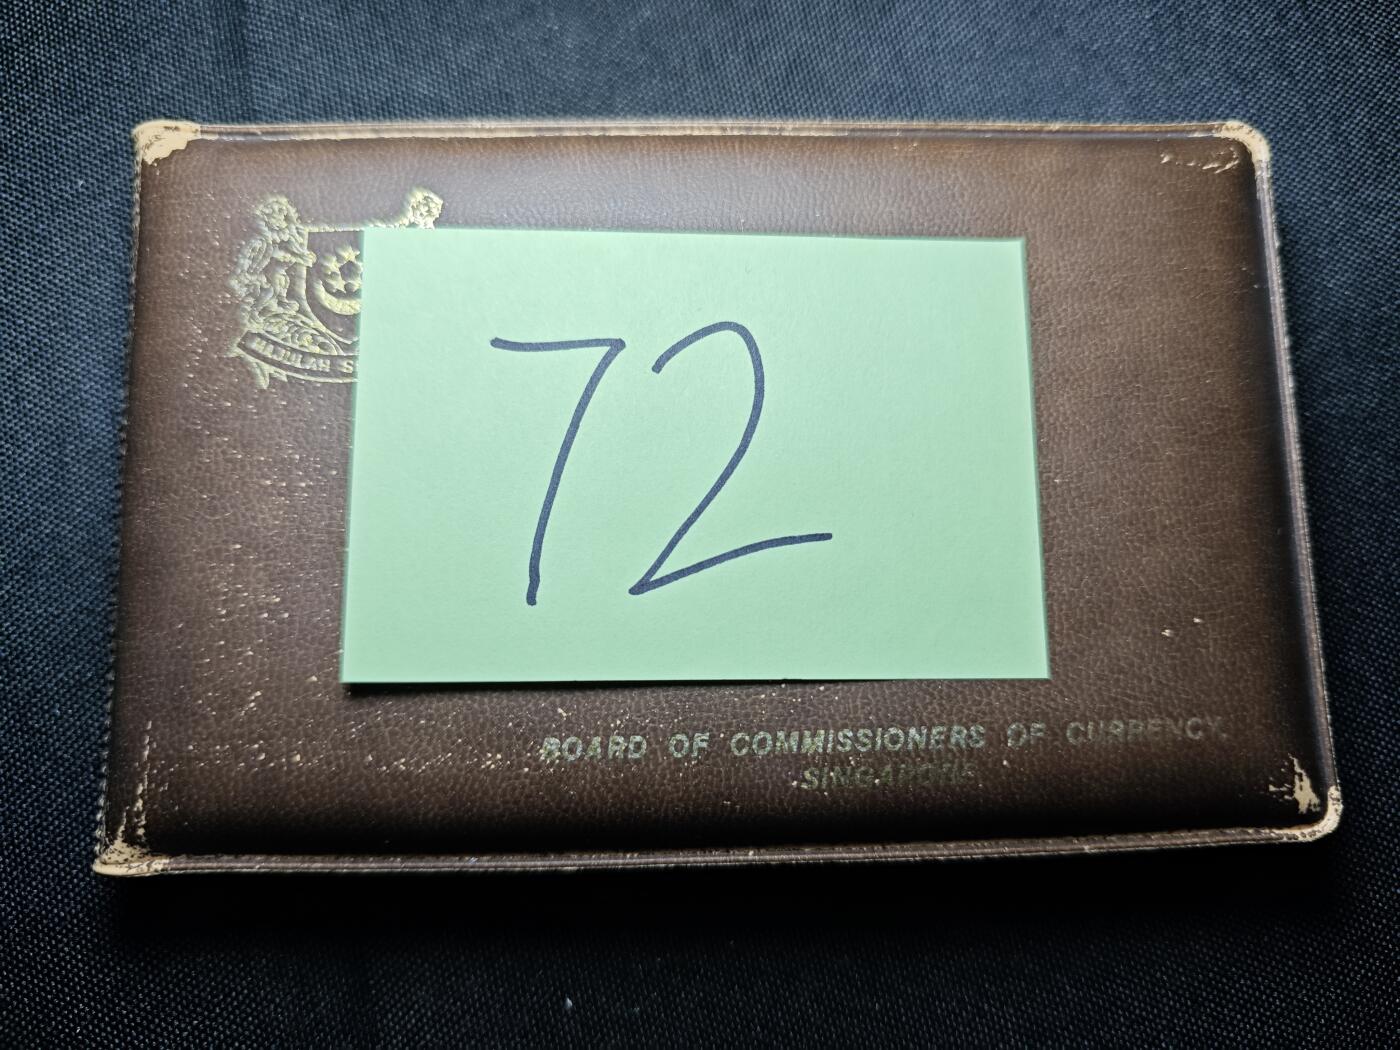 MAJULAH S
72
BOARD OF COMMISSIONERS OF CURRENCY
SINGAPORE